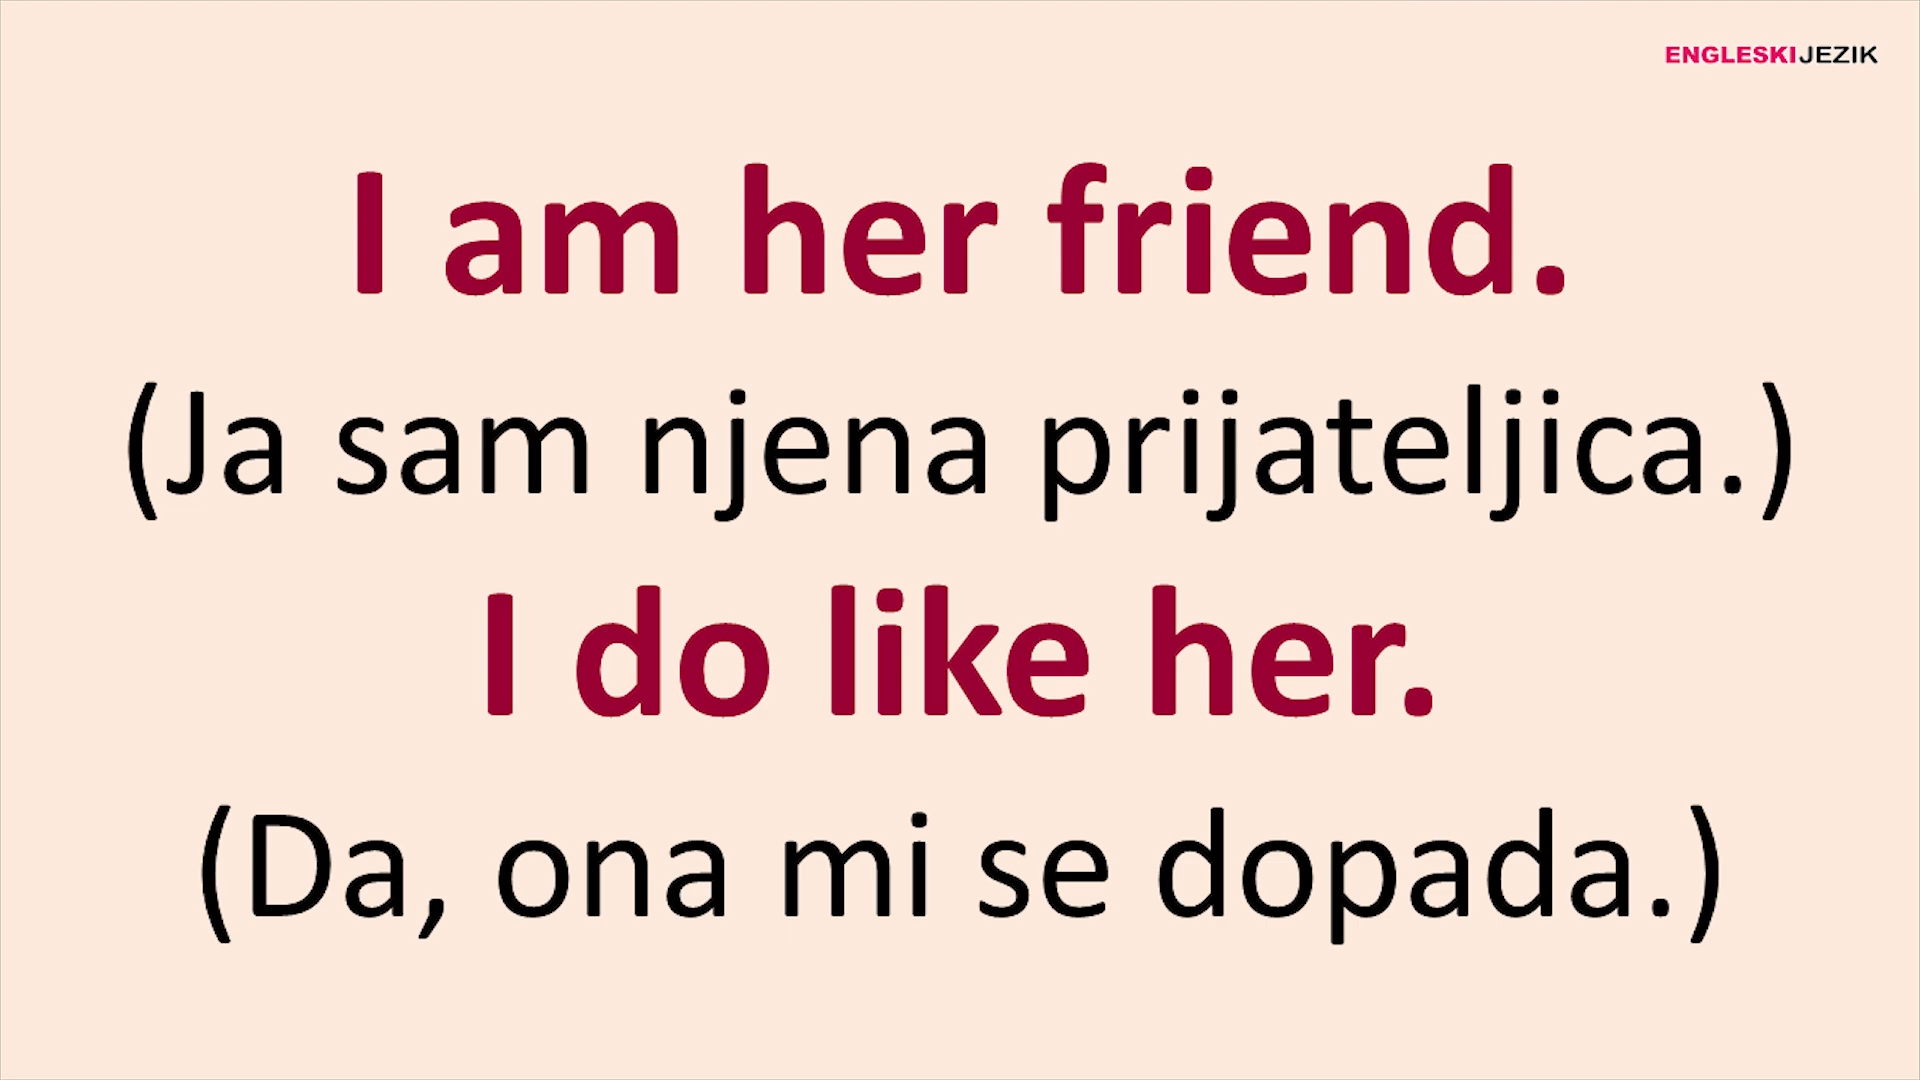 ENGLESKIJEZIK
I am her friend.
(Ja sam njena prijateljica.)
I do like her.
(Da, ona mi se dopada.)